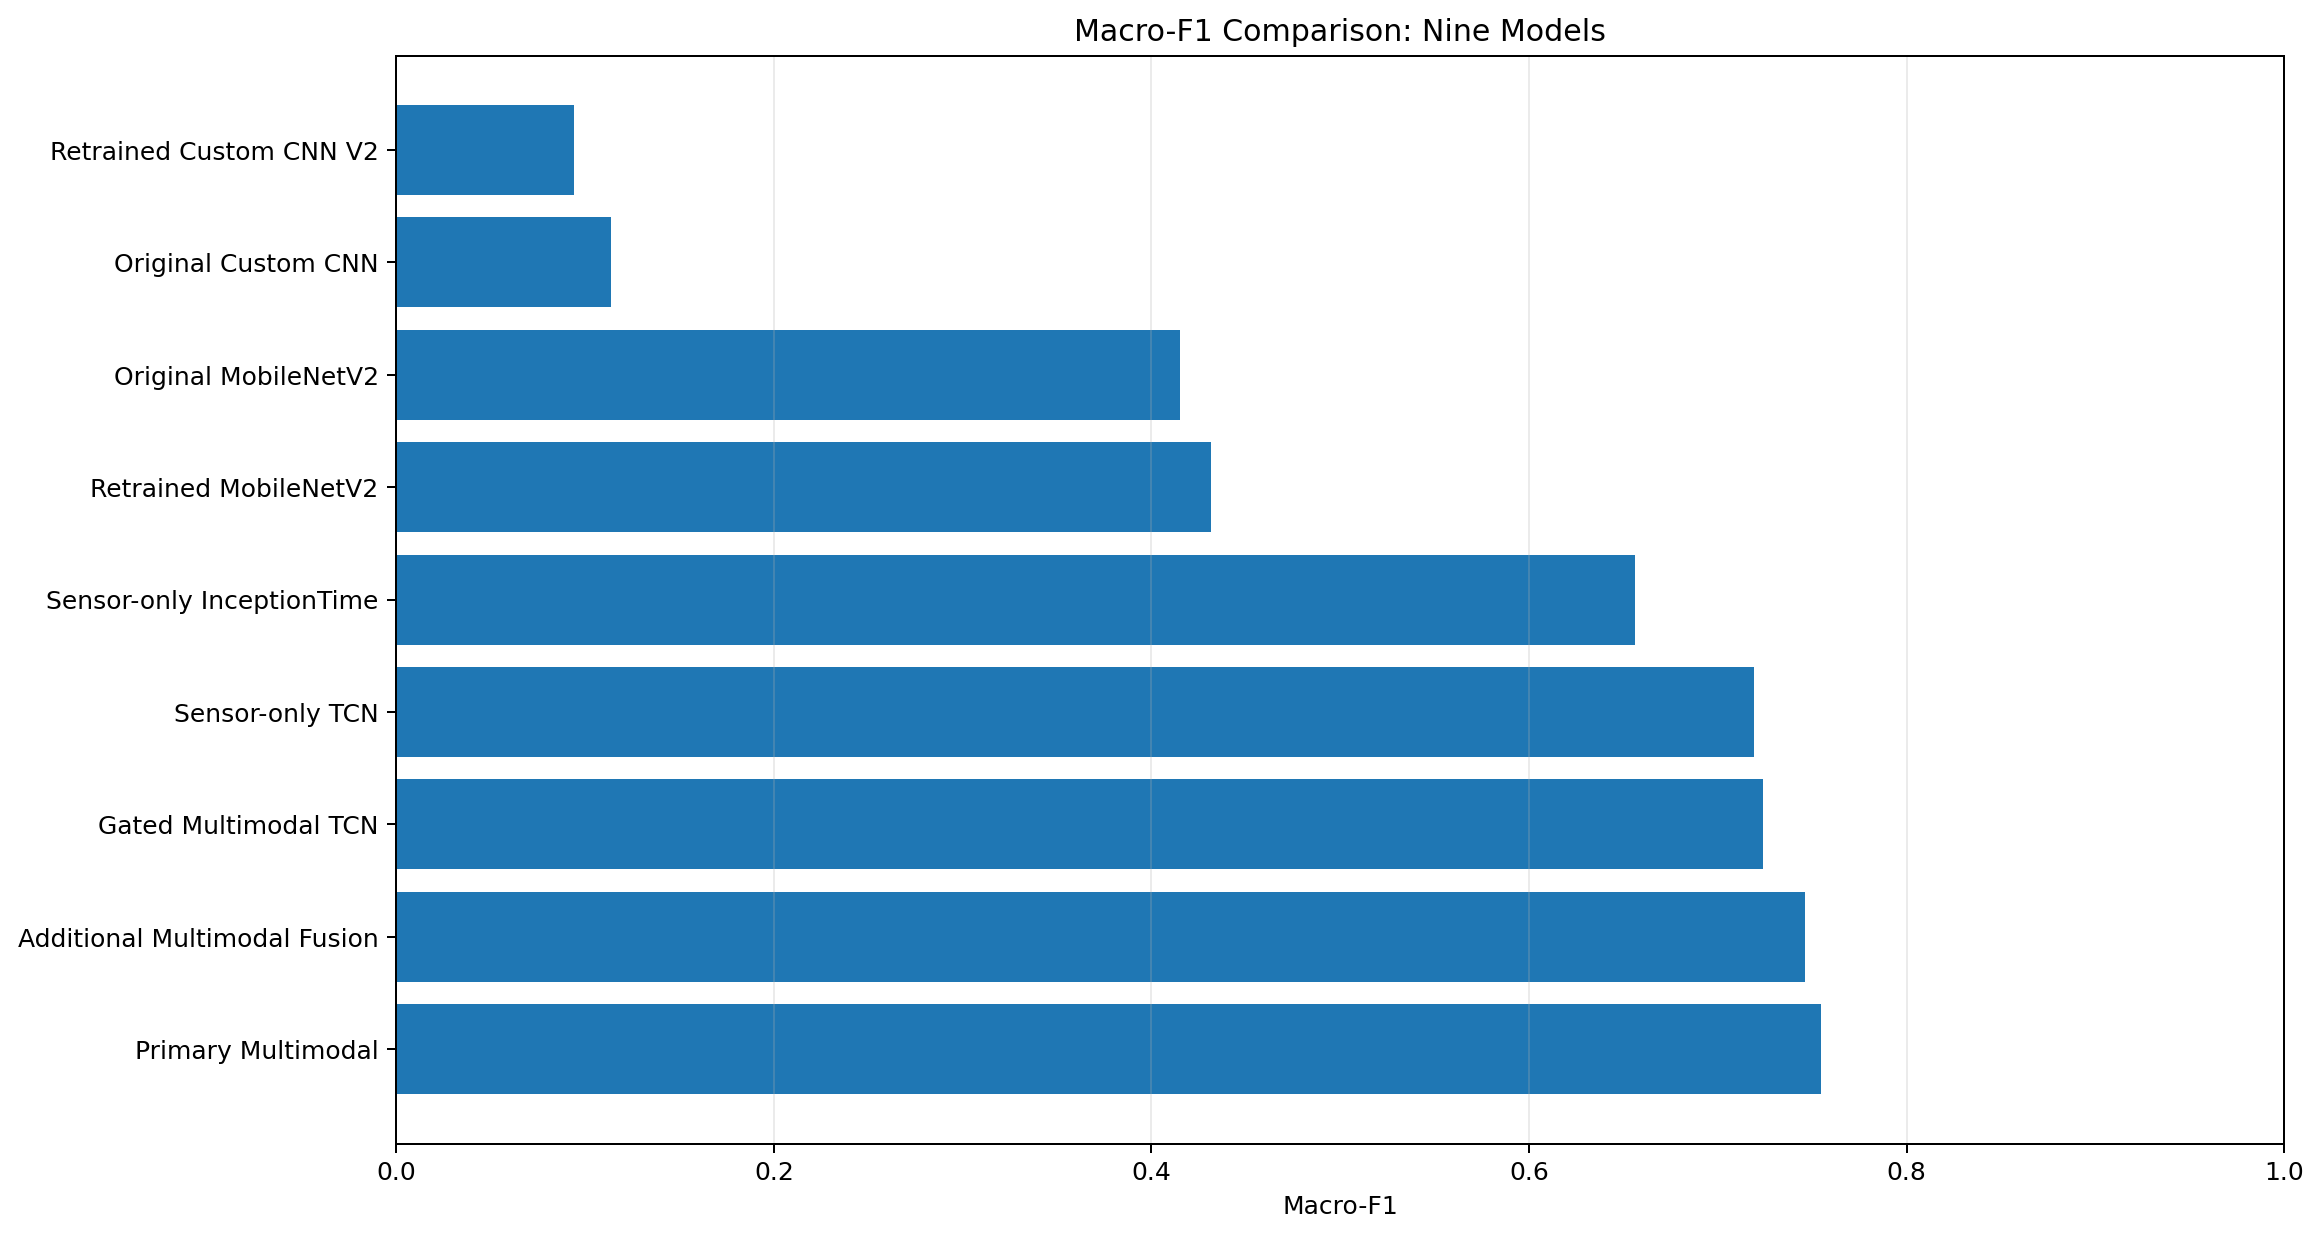 Macro-F1 Comparison: Nine Models
Retrained Custom CNN V2
Original Custom CNN
Original MobileNetV2
Retrained MobileNetV2
Sensor-only InceptionTime
Sensor-only TCN
Gated Multimodal TCN
Additional Multimodal Fusion
Primary Multimodal
0.0 0.2 0.4 0.6 0.8 1.0
Macro-F1